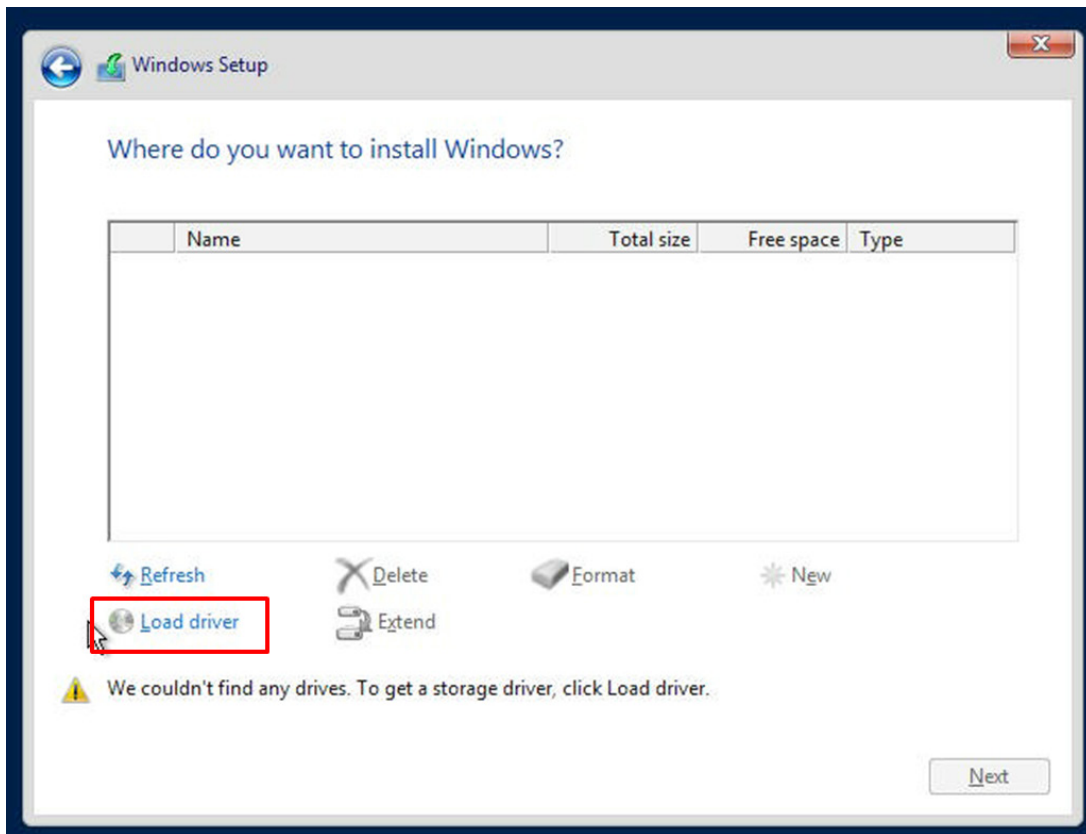 Windows Setup
Where do you want to install Windows?
Name Total size Free space Type
Refresh Delete Format New
Load driver Extend
We couldn't find any drives. To get a storage driver, click Load driver.
Next